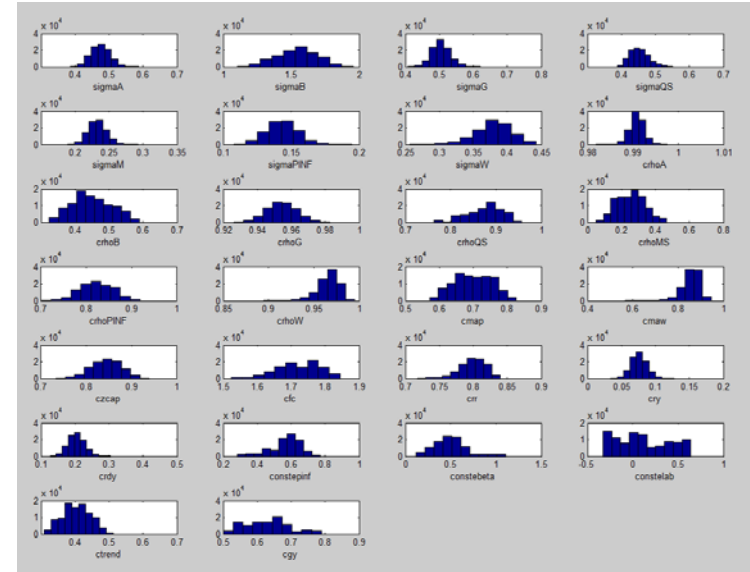 x 10^4 x 10^4 x 10^4 x 10^4
4 4 4 4
2 2 2 2
0 0 0 0
0.4 0.5 0.6 0.7 1 1.5 2 0.4 0.5 0.6 0.7 0.8 0.4 0.5 0.6 0.7
sigmaA sigmaB sigmaG sigmaQS
x 10^4 x 10^4 x 10^4 x 10^4
4 4 4 4
2 2 2 2
0 0 0 0
0.2 0.25 0.3 0.35 0.1 0.15 0.2 0.25 0.3 0.35 0.4 0.45 0.98 0.99 1 1.01
sigmaM sigmaPINF sigmaW crhoA
x 10^4 x 10^4 x 10^4 x 10^4
2 4 4 2
1 2 2 1
0 0 0 0
0.3 0.4 0.5 0.6 0.7 0.92 0.94 0.96 0.98 1 0.7 0.8 0.9 1 0 0.2 0.4 0.6 0.8
crhoB crhoG crhoQS crhoMS
x 10^4 x 10^4 x 10^4 x 10^4
4 4 2 4
2 2 1 2
0 0 0 0
0.7 0.8 0.9 1 0.85 0.9 0.95 1 0.5 0.6 0.7 0.8 0.9 0.4 0.6 0.8 1
crhoPINF crhoW cmap cmaw
x 10^4 x 10^4 x 10^4 x 10^4
4 4 4 4
2 2 2 2
0 0 0 0
0.7 0.8 0.9 1 1.5 1.6 1.7 1.8 1.9 0.7 0.75 0.8 0.85 0.9 0 0.05 0.1 0.15 0.2
czcap cfc crr cry
x 10^4 x 10^4 x 10^4 x 10^4
4 4 4 2
2 2 2 1
0 0 0 0
0.1 0.2 0.3 0.4 0.5 0.2 0.4 0.6 0.8 1 0 0.5 1 1.5 -0.5 0 0.5 1
crdy constepinf constebeta constelab
x 10^4 x 10^4
2 4
1 2
0 0
0.4 0.5 0.6 0.7 0.5 0.6 0.7 0.8 0.9
ctrend cgy